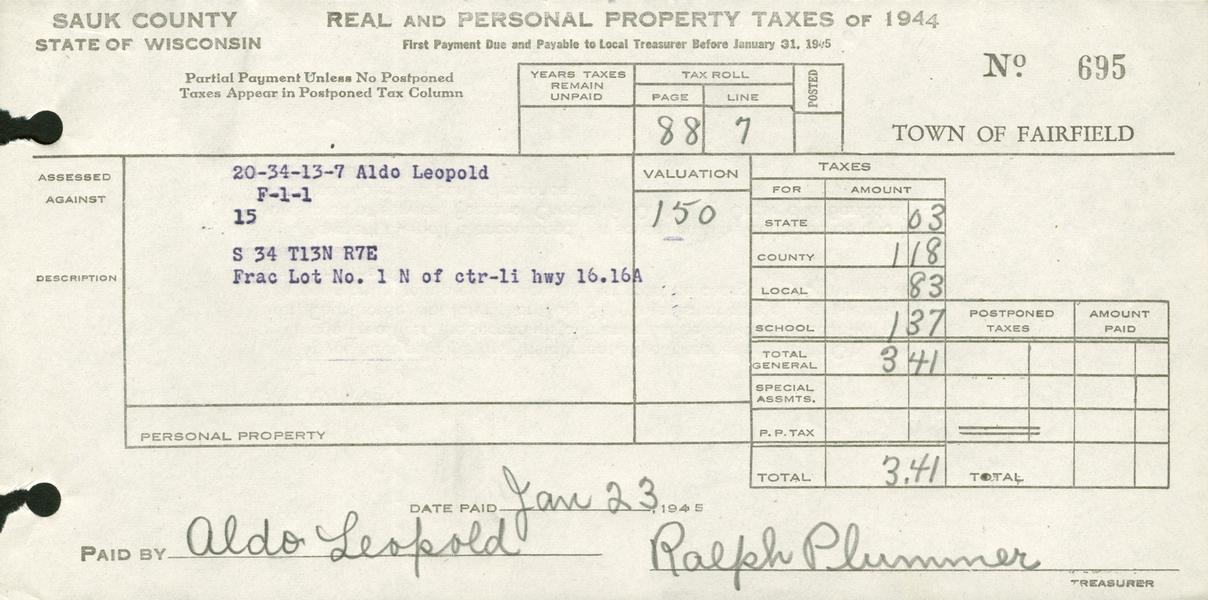 SAUK COUNTY REAL AND PERSONAL PROPERTY TAXES OF 1944
STATE OF WISCONSIN First Payment Due and Payable to Local Treasurer Before January 31, 1945
Partial Payment Unless No Postponed
Taxes Appear in Postponed Tax Column
YEARS TAXES
REMAIN
UNPAID
TAX ROLL
PAGE LINE
88 7
POSTED
No 695
TOWN OF FAIRFIELD
ASSESSED
AGAINST
20-34-13-7 Aldo Leopold
F-1-1
15
DESCRIPTION
S 34 T13N R7E
Frac Lot No. 1 N of ctr-li hwy 16.16A
VALUATION
150
TAXES
FOR AMOUNT
STATE 03
COUNTY 1 18
LOCAL 83
SCHOOL 1 37
POSTPONED
TAXES
AMOUNT
PAID
TOTAL
GENERAL 3 41
SPECIAL
ASSMTS.
P. P. TAX
TOTAL 3.41 TOTAL
PERSONAL PROPERTY
DATE PAID Jan 23, 1945
PAID BY Aldo Leopold
Ralph Plummer
TREASURER